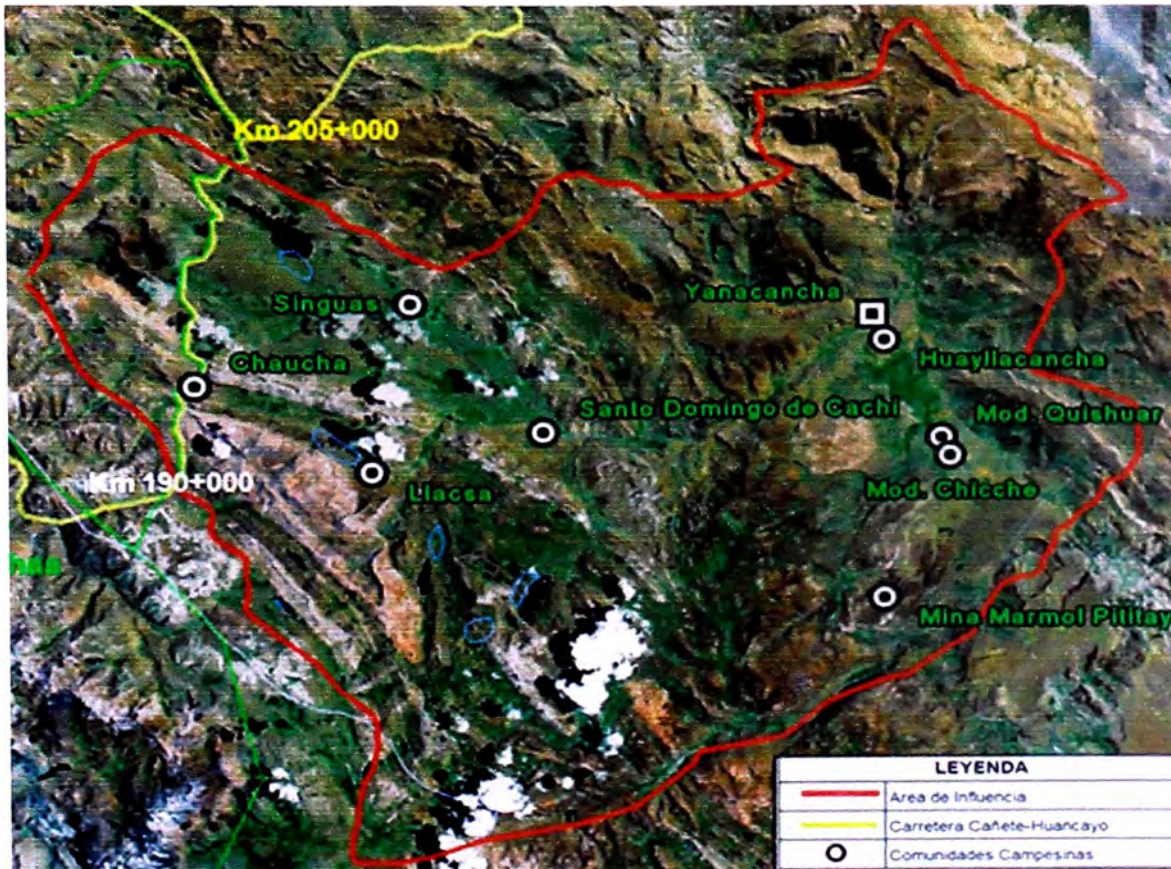 Km 205+000
Yanacancha
Singuas
Huayllacancha
Chaucha
Santo Domingo de Cachi
Mod. Quishuar
Km 190+000
Llacsa
Mod. Chicche
Mina Marmol Pilitay
LEYENDA
Area de Influencia
Carretera Cañete-Huancayo
Comunidades Campesinas